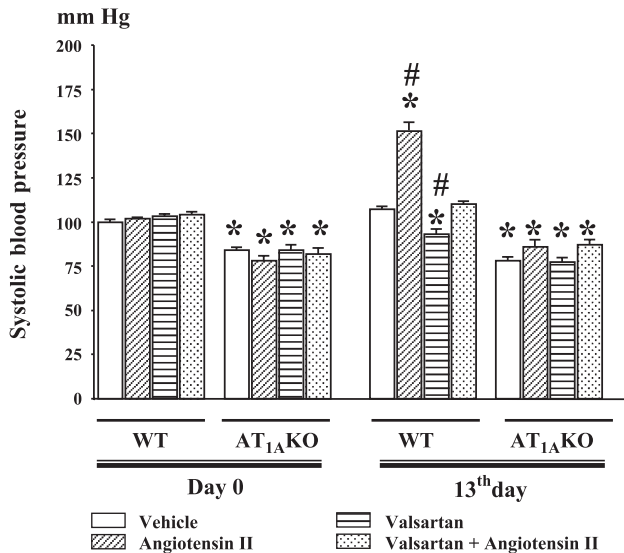 mm Hg
Systolic blood pressure
200
175
150
125
100
75
50
25
0
* * * *
#
*
#
*
* * * *
WT AT1AKO WT AT1AKO
Day 0 13th day
Vehicle Valsartan
Angiotensin II Valsartan + Angiotensin II